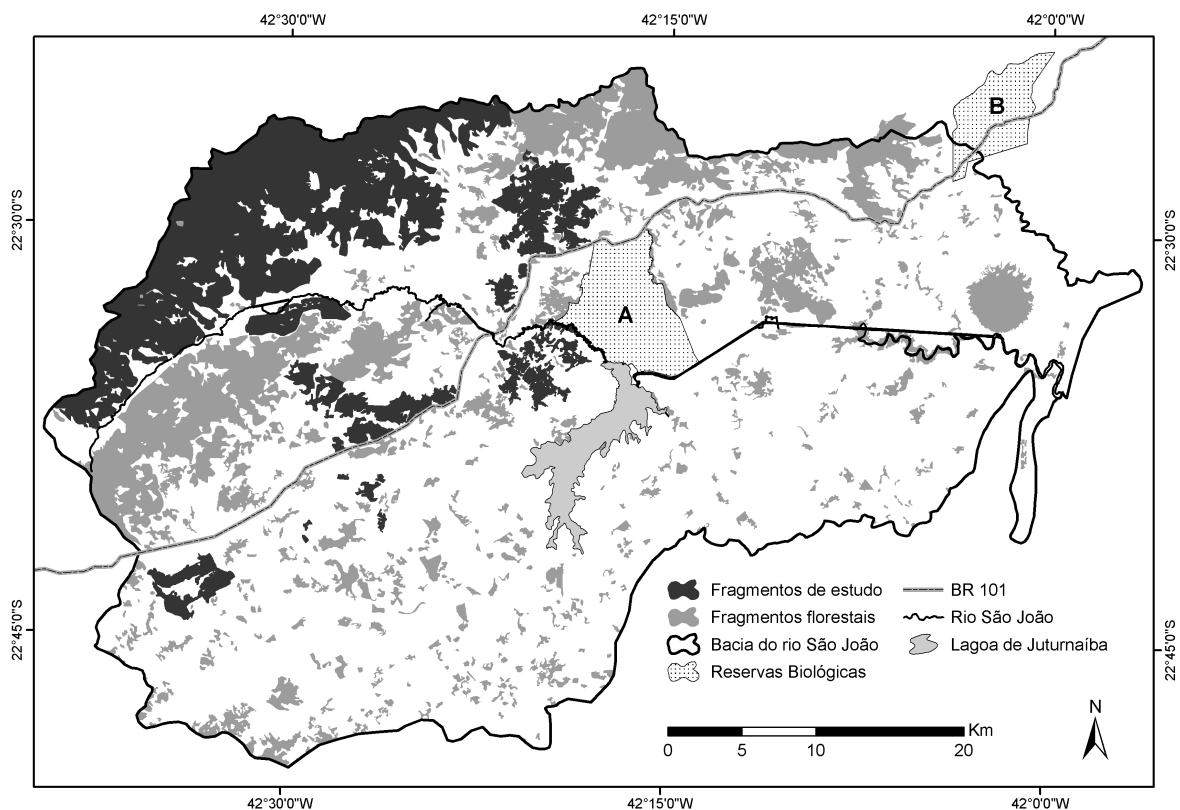 42°30'0"W 42°15'0"W 42°0'0"W
B
22°30'0"S
22°30'0"S
A
Fragmentos de estudo
BR 101
Fragmentos florestais
Rio São João
Bacia do rio São João
Lagoa de Juturnaíba
Reservas Biológicas
22°45'0"S
22°45'0"S
N
Km
0 5 10 20
42°30'0"W 42°15'0"W 42°0'0"W